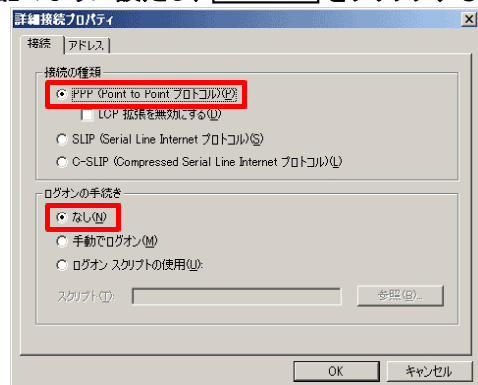 詳細接続プロパティ
接続
アドレス
接続の種類
PPP (Point to Point プロトコル)(P)
LCP 拡張を無効にする(D)
SLIP (Serial Line Internet プロトコル)(S)
C-SLIP (Compressed Serial Line Internet プロトコル)(L)
ログオンの手続き
なし(N)
手動でログオン(M)
ログオン スクリプトの使用(U):
スクリプト(T):
参照(B)...
OK
キャンセル